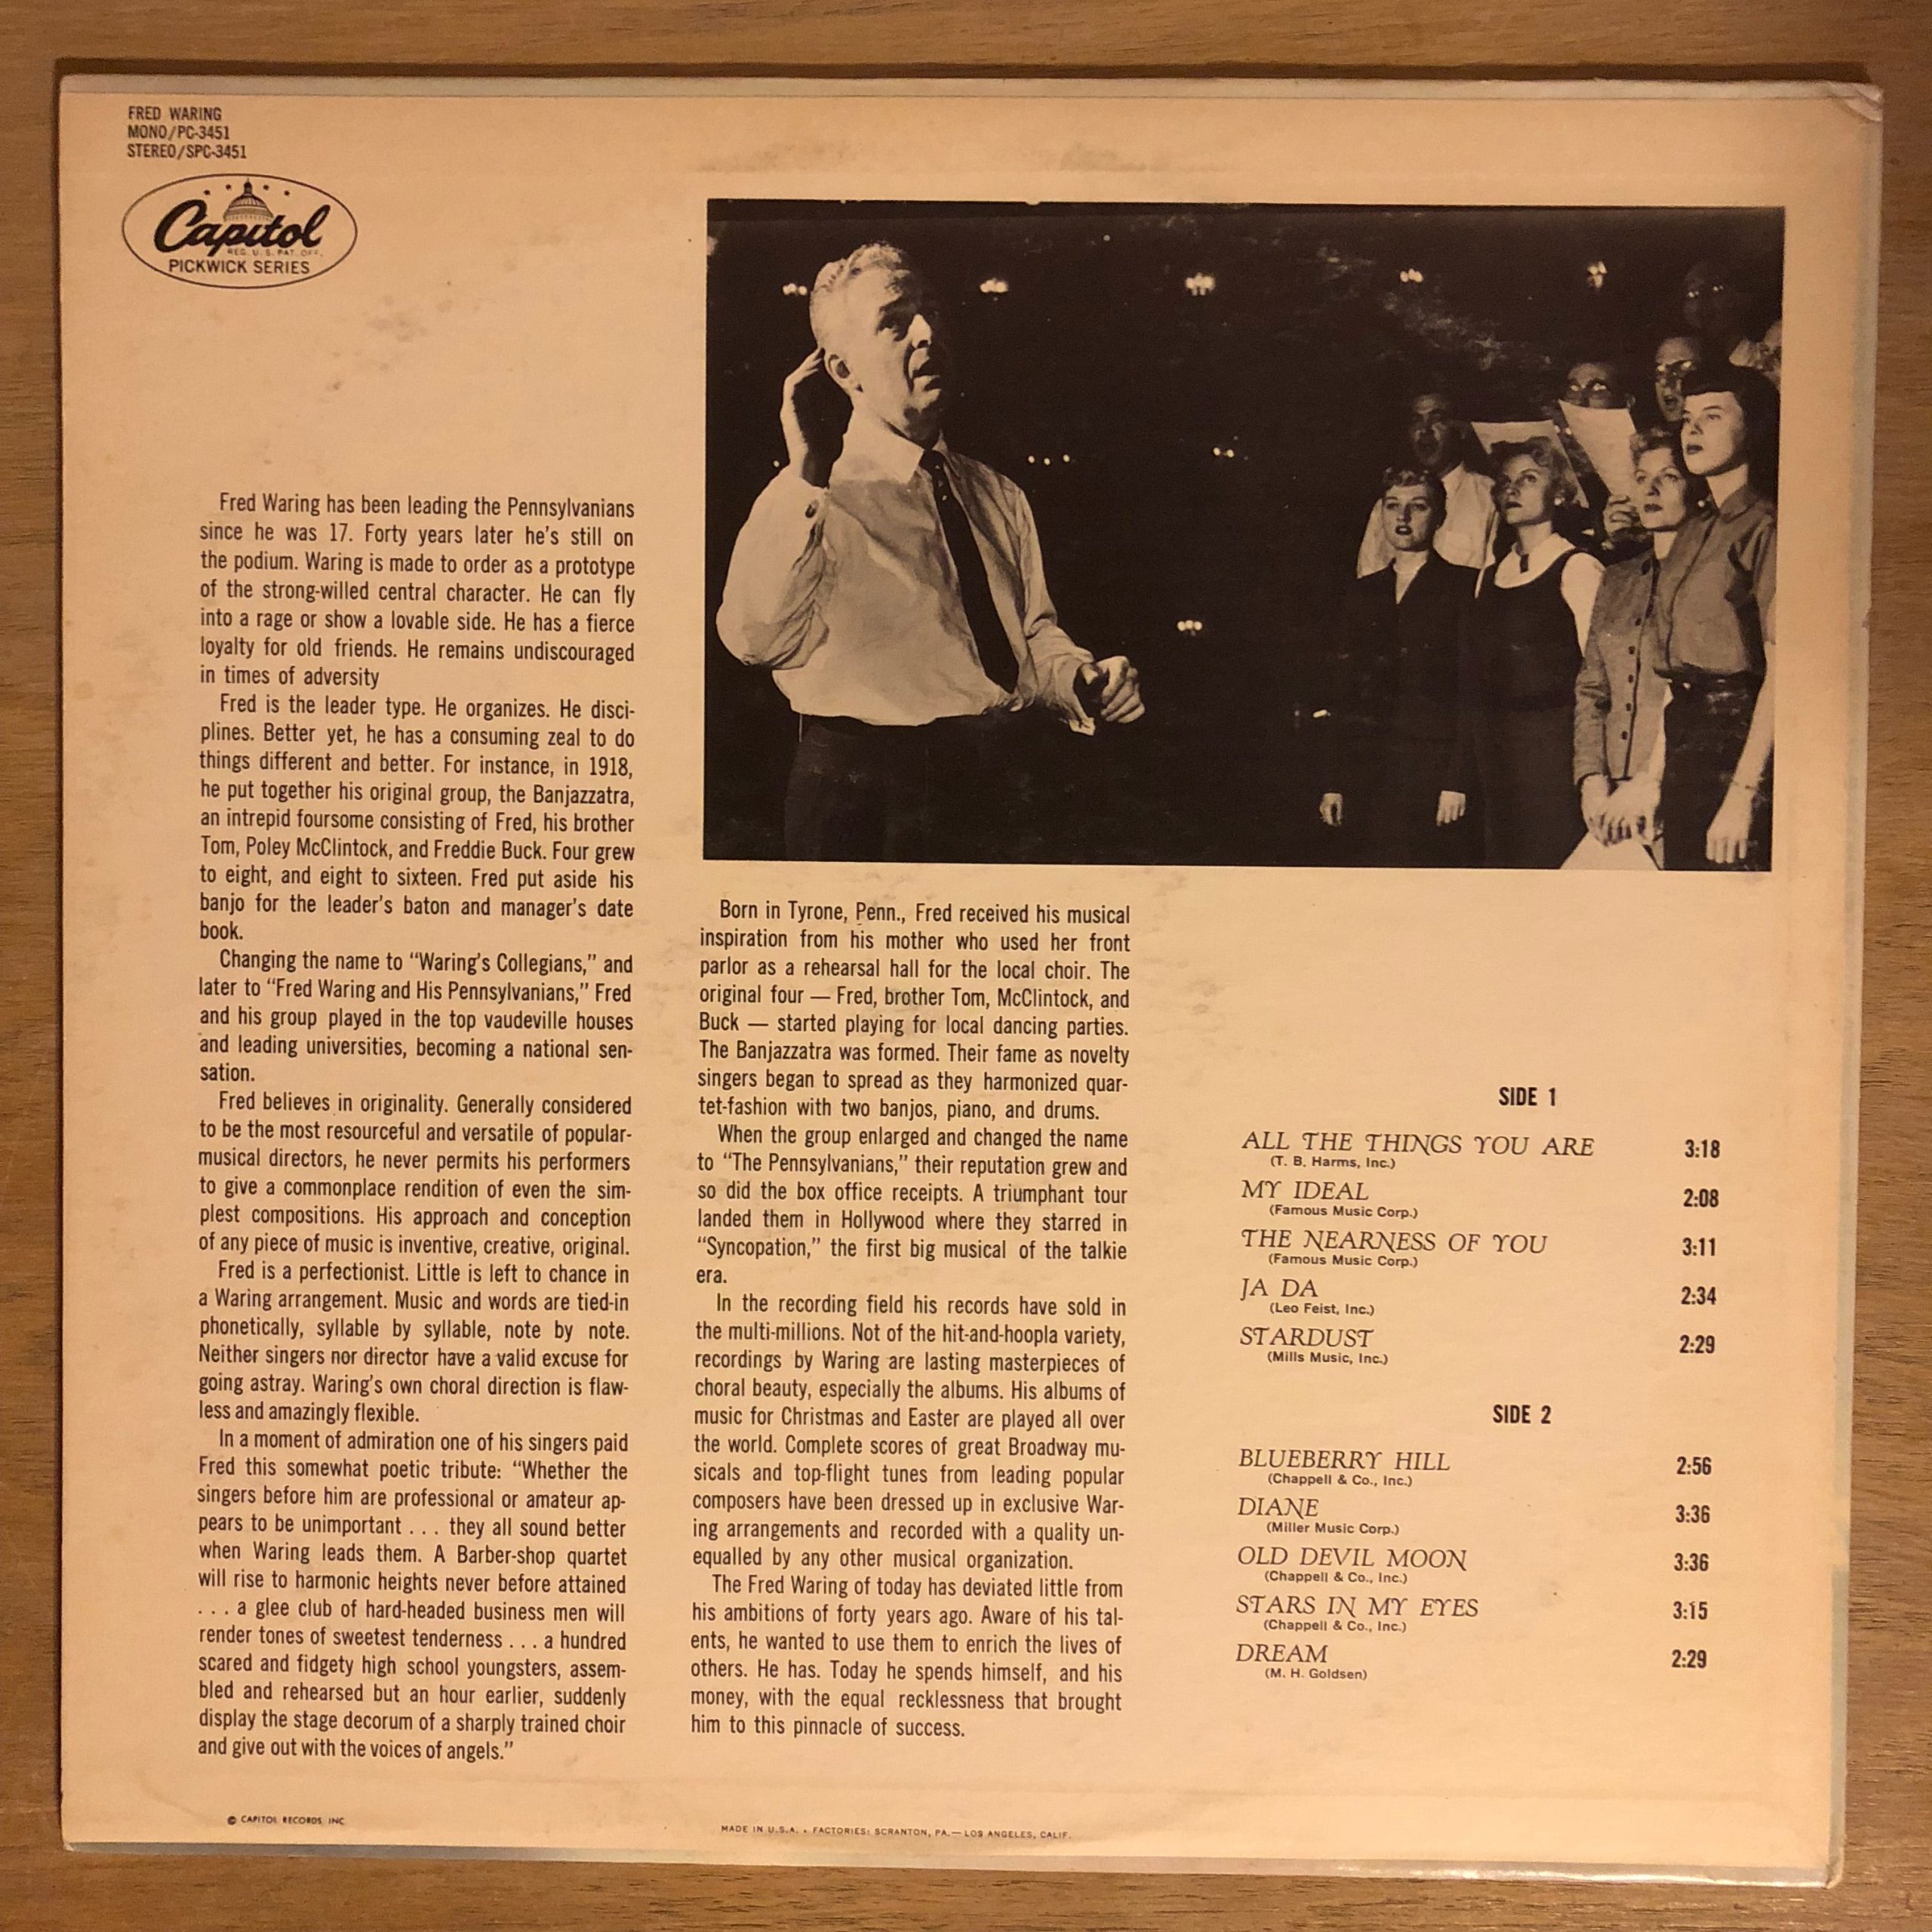 FRED WARING
MONO/PC-3451
STEREO/SPC-3451
Capitol
REG. U.S. PAT. OFF.
PICKWICK SERIES
Fred Waring has been leading the Pennsylvanians
since he was 17. Forty years later he's still on
the podium. Waring is made to order as a prototype
of the strong-willed central character. He can fly
into a rage or show a lovable side. He has a fierce
loyalty for old friends. He remains undiscouraged
in times of adversity
Fred is the leader type. He organizes. He disci-
plines. Better yet, he has a consuming zeal to do
things different and better. For instance, in 1918,
he put together his original group, the Banjazzatra,
an intrepid foursome consisting of Fred, his brother
Tom, Poley McClintock, and Freddie Buck. Four grew
to eight, and eight to sixteen. Fred put aside his
banjo for the leader's baton and manager's date
book.
Changing the name to “Waring's Collegians,” and
later to “Fred Waring and His Pennsylvanians,” Fred
and his group played in the top vaudeville houses
and leading universities, becoming a national sen-
sation.
Fred believes in originality. Generally considered
to be the most resourceful and versatile of popular-
musical directors, he never permits his performers
to give a commonplace rendition of even the sim-
plest compositions. His approach and conception
of any piece of music is inventive, creative, original.
Fred is a perfectionist. Little is left to chance in
a Waring arrangement. Music and words are tied-in
phonetically, syllable by syllable, note by note.
Neither singers nor director have a valid excuse for
going astray. Waring's own choral direction is flaw-
less and amazingly flexible.
In a moment of admiration one of his singers paid
Fred this somewhat poetic tribute: “Whether the
singers before him are professional or amateur ap-
pears to be unimportant . . . they all sound better
when Waring leads them. A Barber-shop quartet
will rise to harmonic heights never before attained
. . . a glee club of hard-headed business men will
render tones of sweetest tenderness . . . a hundred
scared and fidgety high school youngsters, assem-
bled and rehearsed but an hour earlier, suddenly
display the stage decorum of a sharply trained choir
and give out with the voices of angels.”
Born in Tyrone, Penn., Fred received his musical
inspiration from his mother who used her front
parlor as a rehearsal hall for the local choir. The
original four — Fred, brother Tom, McClintock, and
Buck — started playing for local dancing parties.
The Banjazzatra was formed. Their fame as novelty
singers began to spread as they harmonized quar-
tet-fashion with two banjos, piano, and drums.
When the group enlarged and changed the name
to “The Pennsylvanians,” their reputation grew and
so did the box office receipts. A triumphant tour
landed them in Hollywood where they starred in
“Syncopation,” the first big musical of the talkie
era.
In the recording field his records have sold in
the multi-millions. Not of the hit-and-hoopla variety,
recordings by Waring are lasting masterpieces of
choral beauty, especially the albums. His albums of
music for Christmas and Easter are played all over
the world. Complete scores of great Broadway mu-
sicals and top-flight tunes from leading popular
composers have been dressed up in exclusive War-
ing arrangements and recorded with a quality un-
equalled by any other musical organization.
The Fred Waring of today has deviated little from
his ambitions of forty years ago. Aware of his tal-
ents, he wanted to use them to enrich the lives of
others. He has. Today he spends himself, and his
money, with the equal recklessness that brought
him to this pinnacle of success.
SIDE 1
ALL THE THINGS YOU ARE 3:18
(T. B. Harms, Inc.)
MY IDEAL 2:08
(Famous Music Corp.)
THE NEARNESS OF YOU 3:11
(Famous Music Corp.)
JA DA 2:34
(Leo Feist, Inc.)
STARDUST 2:29
(Mills Music, Inc.)
SIDE 2
BLUEBERRY HILL 2:56
(Chappell & Co., Inc.)
DIANE 3:36
(Miller Music Corp.)
OLD DEVIL MOON 3:36
(Chappell & Co., Inc.)
STARS IN MY EYES 3:15
(Chappell & Co., Inc.)
DREAM 2:29
(M. H. Goldsen)
© CAPITOL RECORDS, INC.
MADE IN U.S.A. • FACTORIES: SCRANTON, PA.— LOS ANGELES, CALIF.